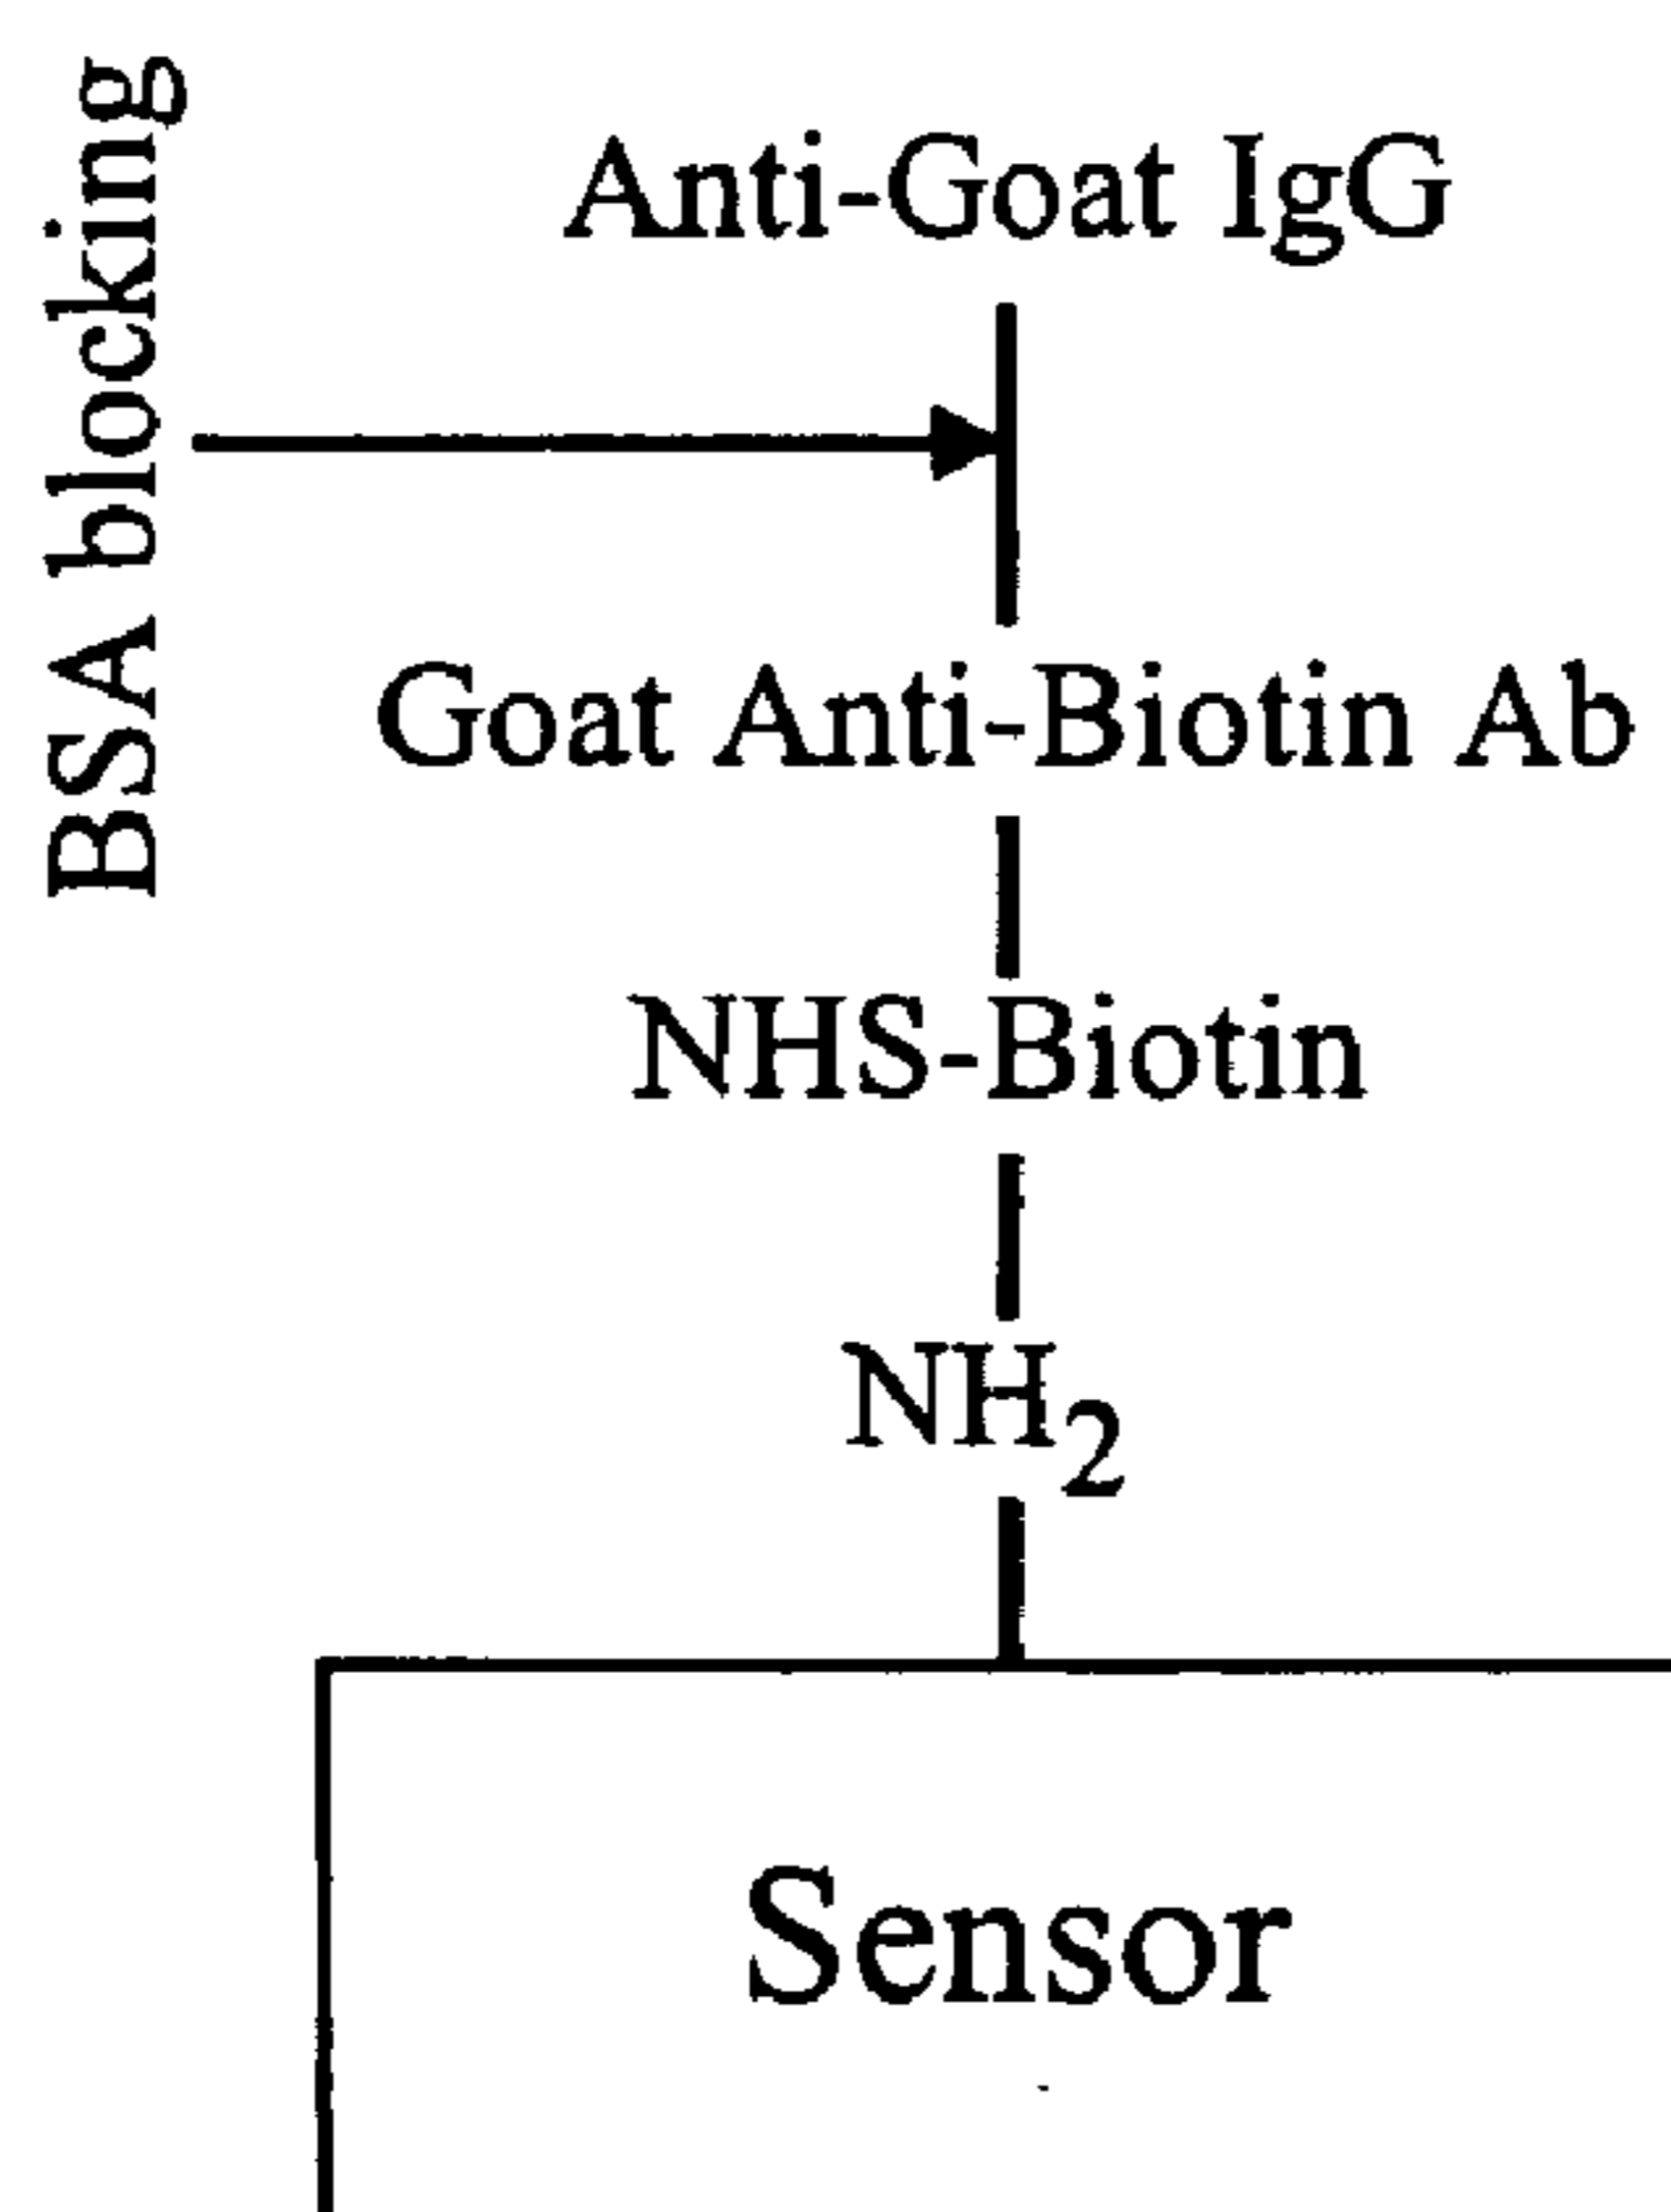 BSA blocking
Anti-Goat IgG
Goat Anti-Biotin Ab
NHS-Biotin
NH2
Sensor